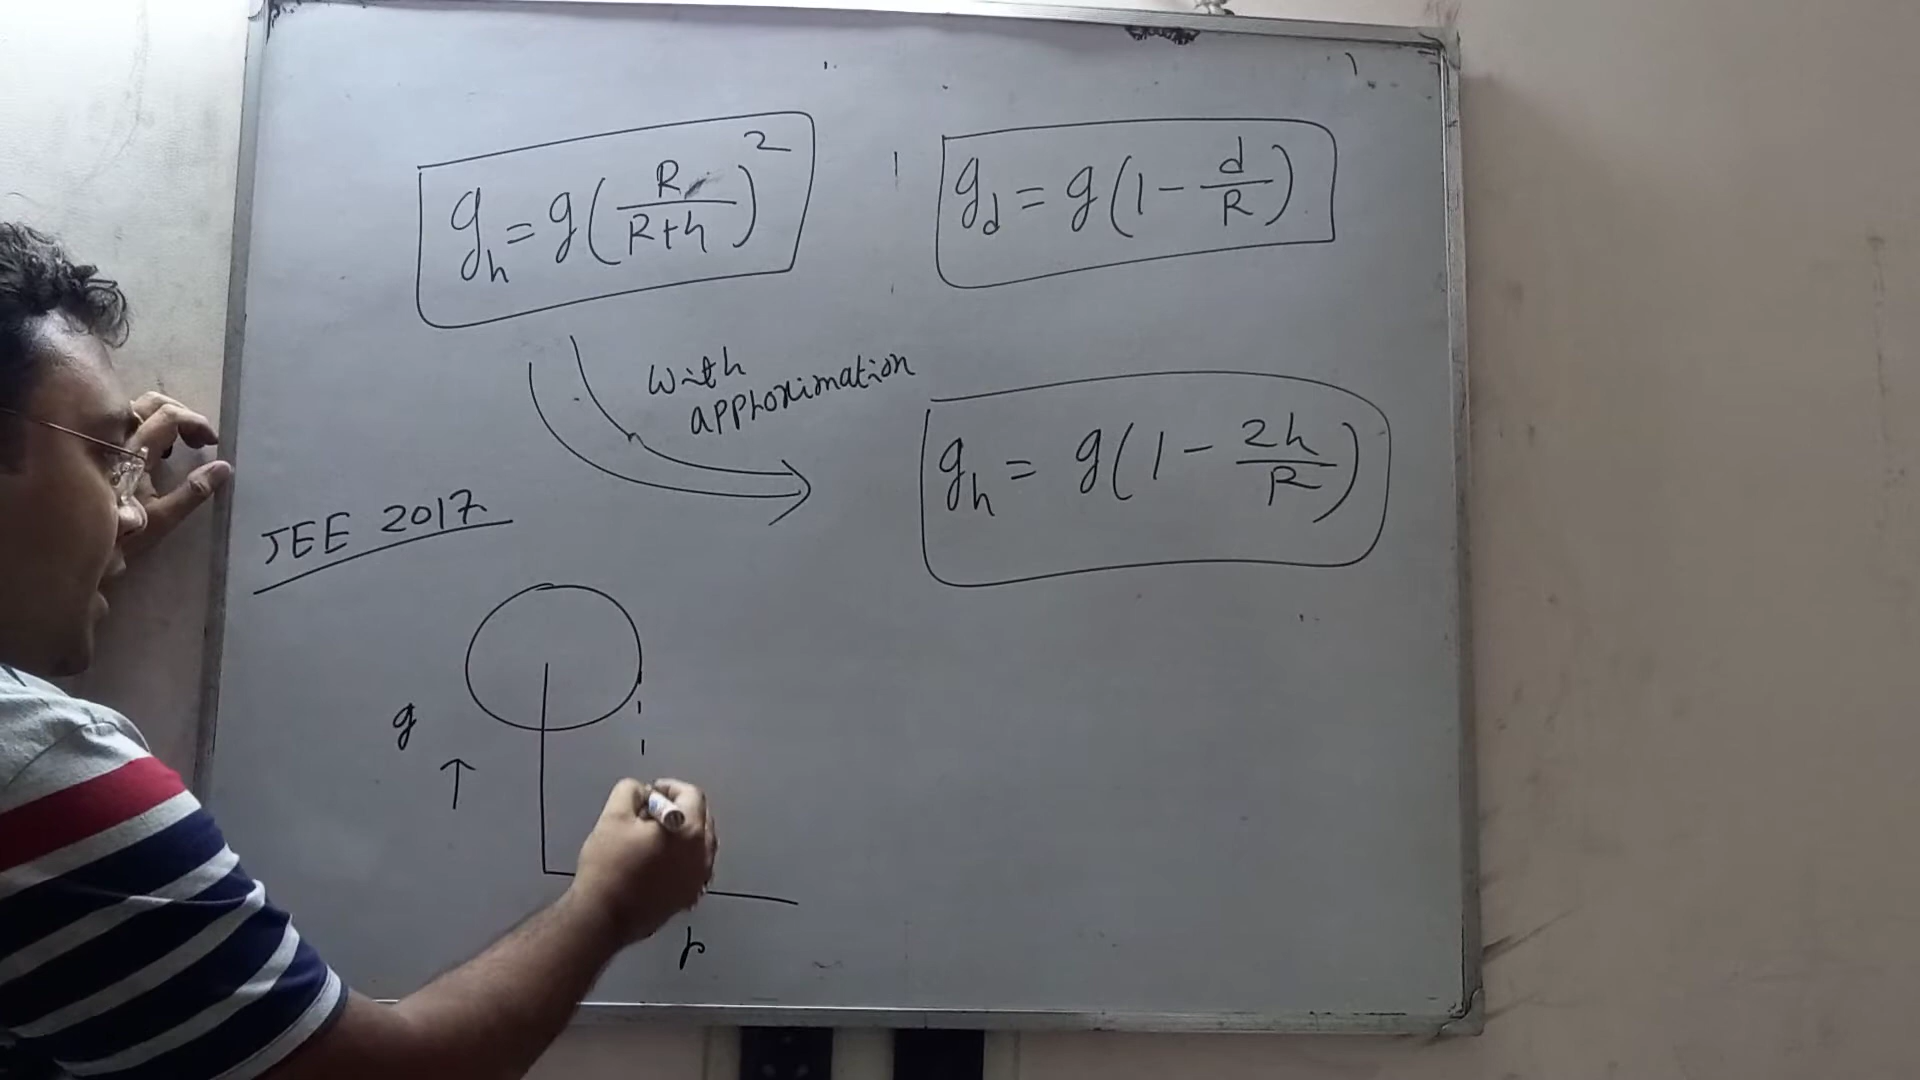 g_h = g(R/(R+h))^2
g_d = g(1 - d/R)
With
approximation
g_h = g(1 - 2h/R)
JEE 2017
g
↑
r